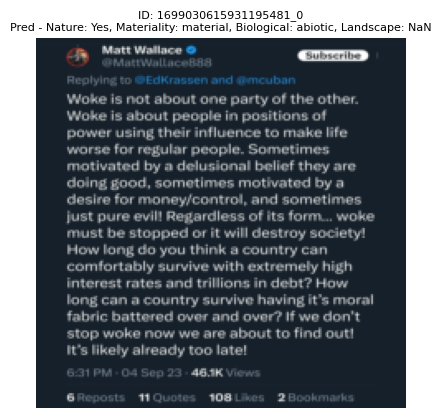 ID: 1699030615931195481_0
Pred - Nature: Yes, Materiality: material, Biological: abiotic, Landscape: NaN
Matt Wallace
Subscribe
@MattWallace888
Replying to @EdKrassen and @mcuban
Woke is not about one party of the other.
Woke is about people in positions of
power using their influence to make life
worse for regular people. Sometimes
motivated by a delusional belief they are
doing good, sometimes motivated by a
desire for money/control, and sometimes
just pure evil! Regardless of its form... woke
must be stopped or it will destroy society!
How long do you think a country can
comfortably survive with extremely high
interest rates and trillions in debt? How
long can a country survive having it's moral
fabric battered over and over? If we don't
stop woke now we are about to find out!
It's likely already too late!
6:31 PM · 04 Sep 23 · 46.1K Views
6 Reposts 11 Quotes 108 Likes 2 Bookmarks